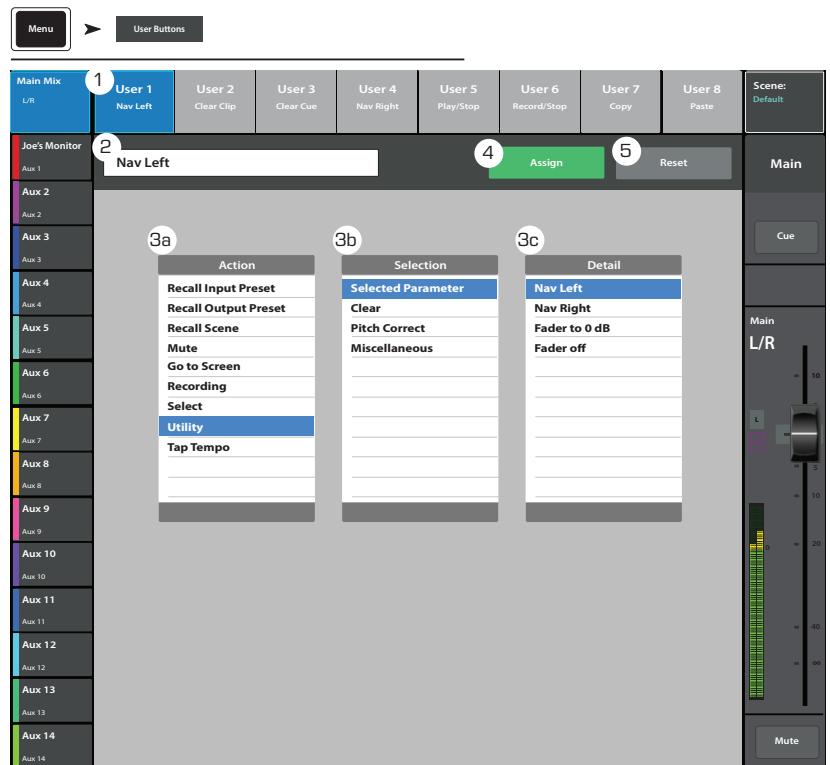 Menu
User Buttons
Main Mix
L/R
1
User 1
Nav Left
User 2
Clear Clip
User 3
Clear Cue
User 4
Nav Right
User 5
Play/Stop
User 6
Record/Stop
User 7
Copy
User 8
Paste
Scene:
Default
Joe's Monitor
Aux 1
2
Nav Left
4
Assign
5
Reset
Main
Aux 2
Aux 2
Aux 3
Aux 3
Cue
3a
3b
3c
Action
Recall Input Preset
Recall Output Preset
Recall Scene
Mute
Go to Screen
Recording
Select
Utility
Tap Tempo
Selection
Selected Parameter
Clear
Pitch Correct
Miscellaneous
Detail
Nav Left
Nav Right
Fader to 0 dB
Fader off
Aux 4
Aux 4
Aux 5
Aux 5
Aux 6
Aux 6
Aux 7
Aux 7
Aux 8
Aux 8
Aux 9
Aux 9
Aux 10
Aux 10
Aux 11
Aux 11
Aux 12
Aux 12
Aux 13
Aux 13
Aux 14
Aux 14
Main
L/R
10
L
5
10
20
40
∞
Mute